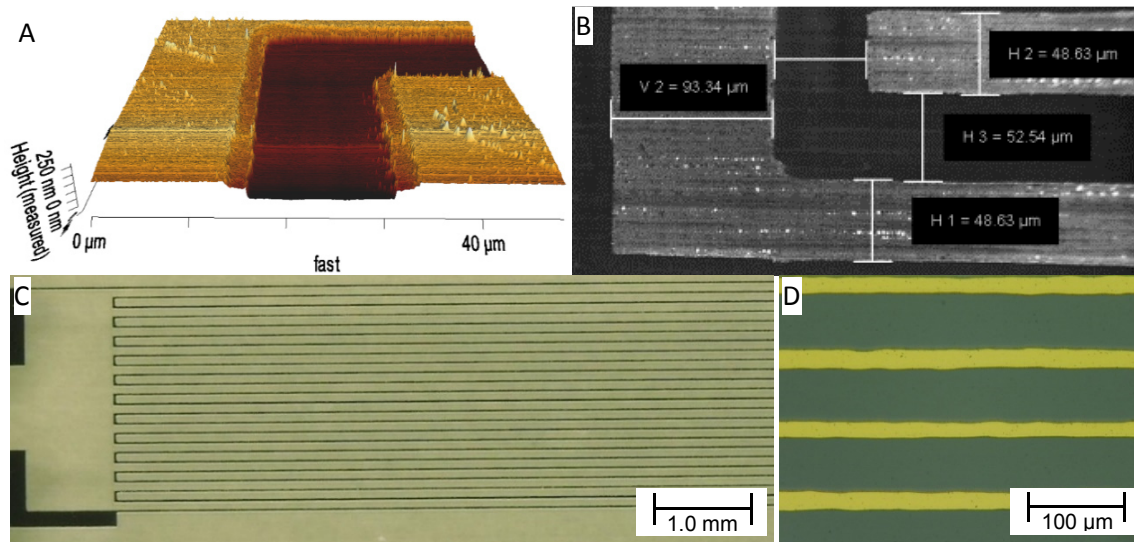 A
250 nm 0 nm
Height (measured)
0 µm
40 µm
fast
B
V 2 = 93.34 µm
H 2 = 48.63 µm
H 3 = 52.54 µm
H 1 = 48.63 µm
C
1.0 mm
D
100 µm